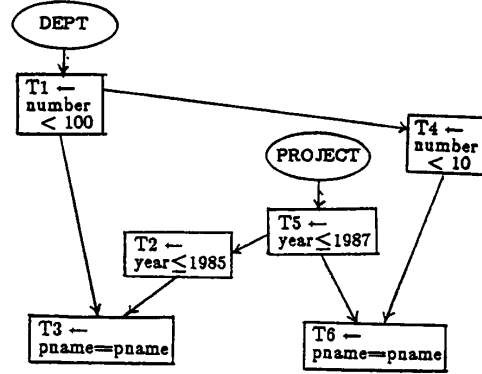 DEPT
T1 ←
number
< 100
T4 ←
number
< 10
PROJECT
T5 ←
year≤1987
T2 ←
year≤1985
T3 ←
pname==pname
T6 ←
pname==pname